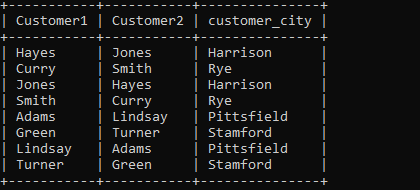 +-----------+-----------+---------------+
| Customer1 | Customer2 | customer_city |
+-----------+-----------+---------------+
| Hayes     | Jones     | Harrison      |
| Curry     | Smith     | Rye           |
| Jones     | Hayes     | Harrison      |
| Smith     | Curry     | Rye           |
| Adams     | Lindsay   | Pittsfield    |
| Green     | Turner    | Stamford      |
| Lindsay   | Adams     | Pittsfield    |
| Turner    | Green     | Stamford      |
+-----------+-----------+---------------+